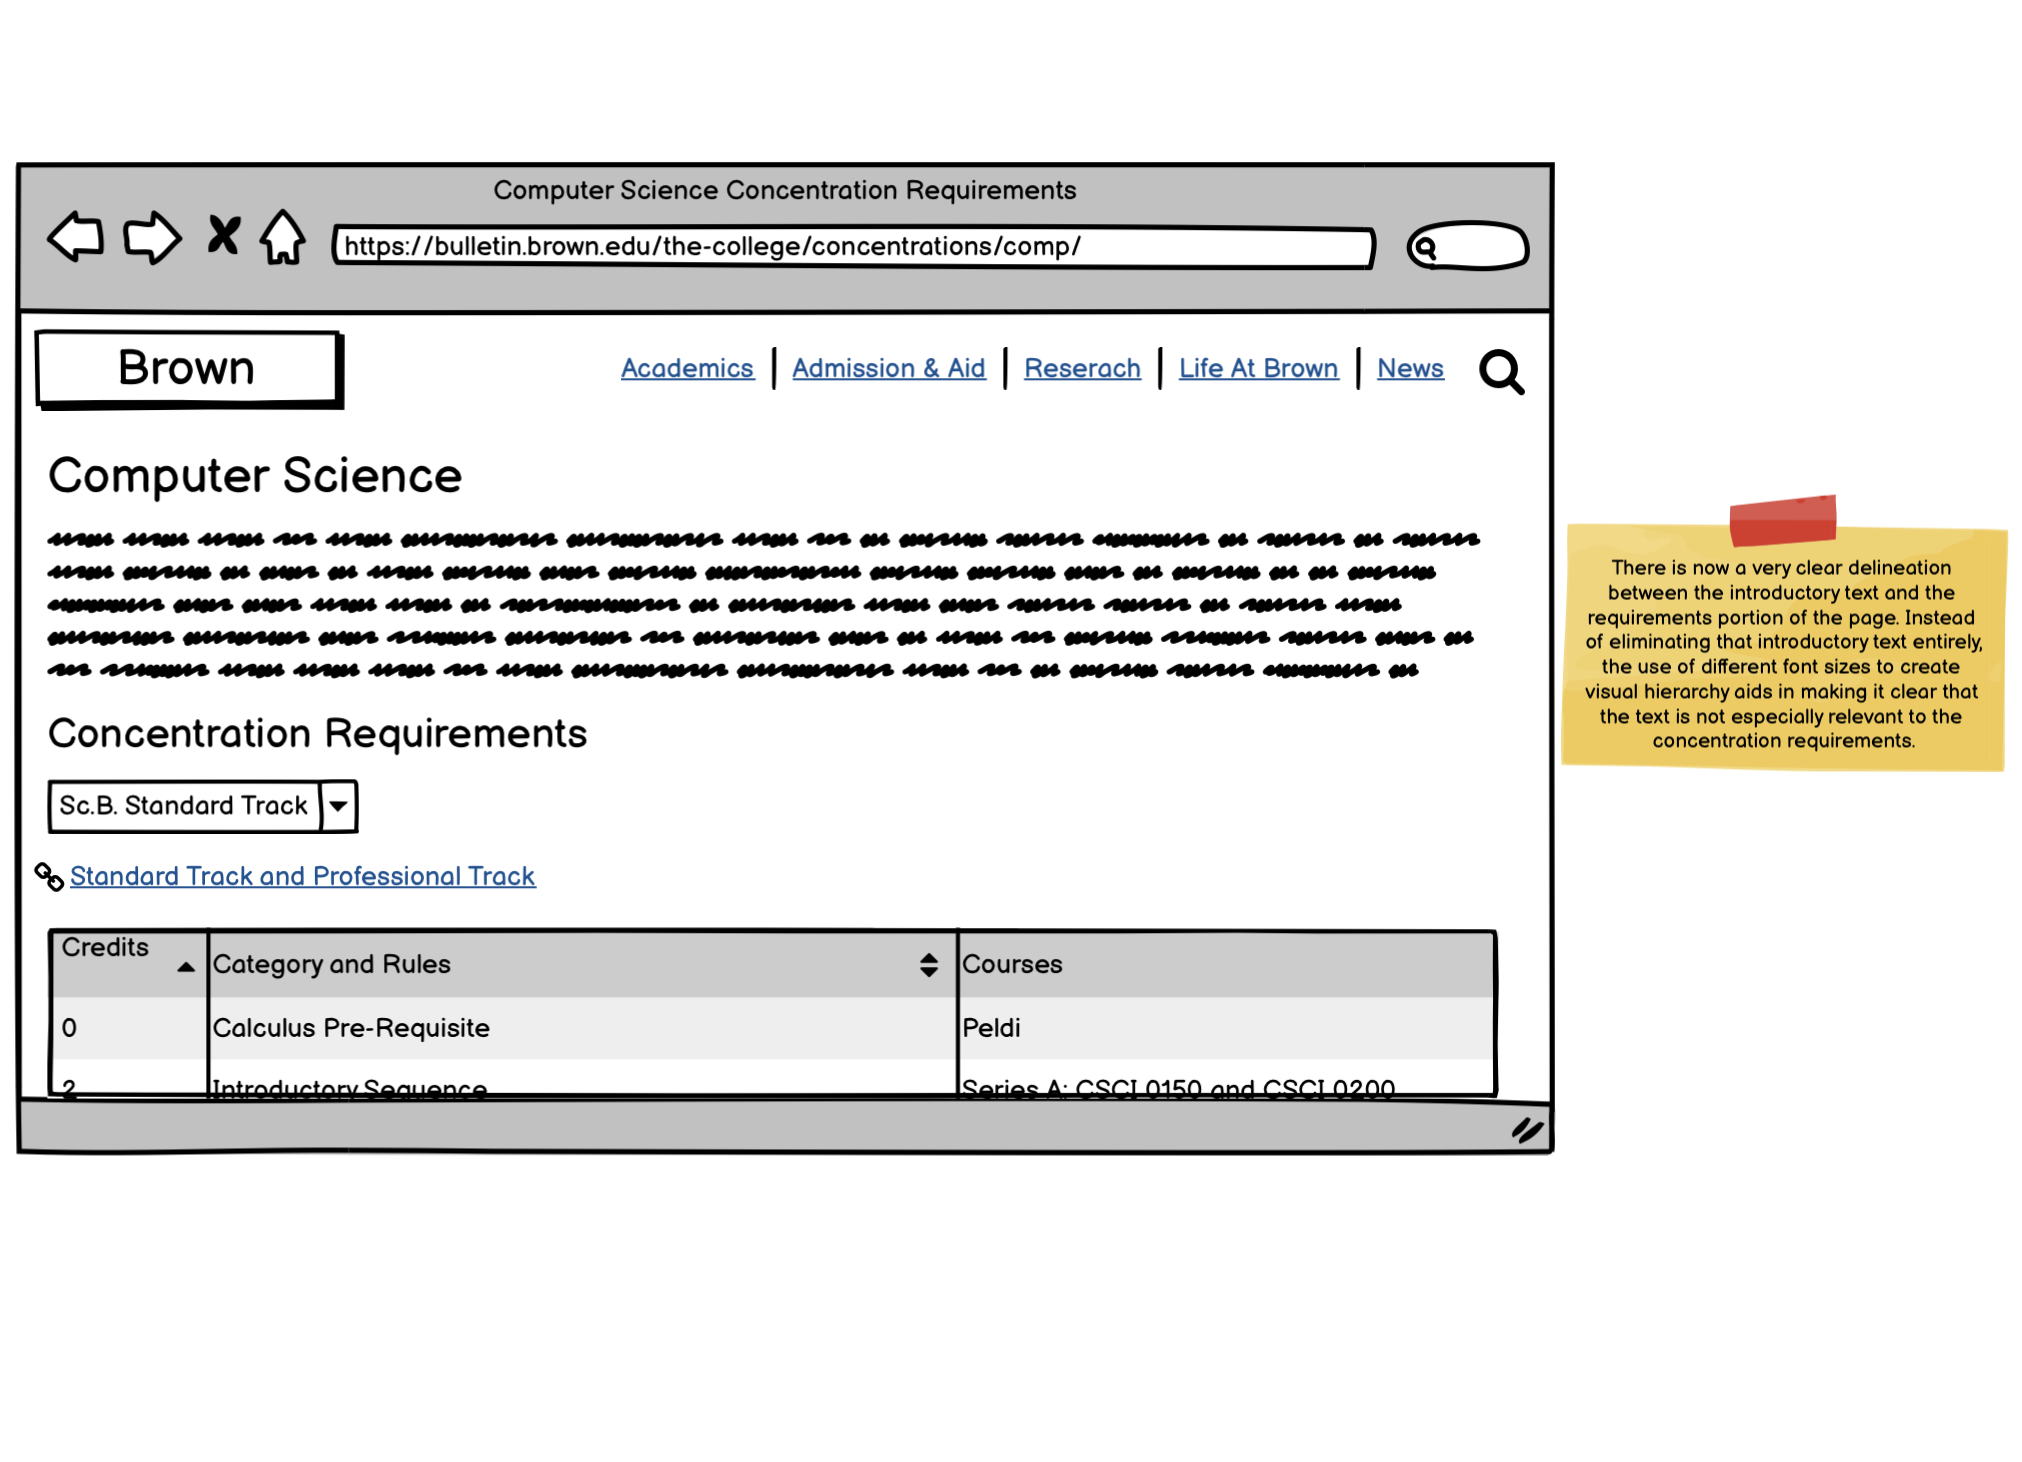 Computer Science Concentration Requirements
https://bulletin.brown.edu/the-college/concentrations/comp/
Brown
Academics
Admission & Aid
Reserach
Life At Brown
News
Computer Science
Concentration Requirements
Sc.B. Standard Track
Standard Track and Professional Track
Credits Category and Rules Courses
0 Calculus Pre-Requisite Peldi
2 Introductory Sequence Series A: CSCI 0150 and CSCI 0200
There is now a very clear delineation
between the introductory text and the
requirements portion of the page. Instead
of eliminating that introductory text entirely,
the use of different font sizes to create
visual hierarchy aids in making it clear that
the text is not especially relevant to the
concentration requirements.